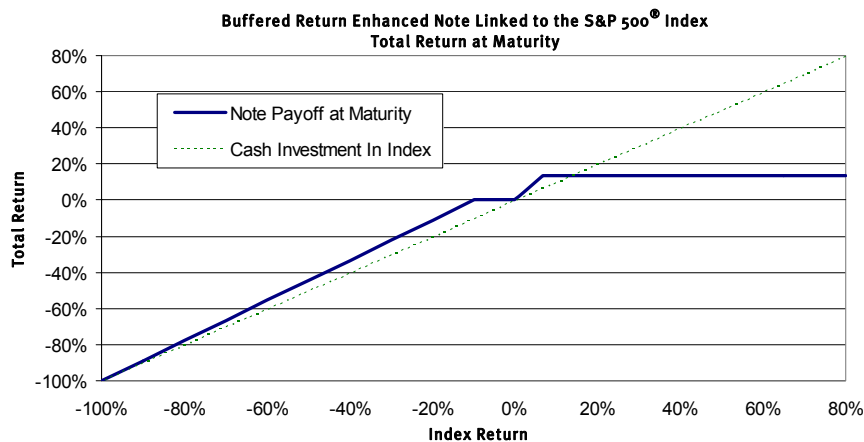 Buffered Return Enhanced Note Linked to the S&P 500® Index
Total Return at Maturity
80%
60%
40%
20%
0%
-20%
-40%
-60%
-80%
-100%
Total Return
Note Payoff at Maturity
Cash Investment In Index
-100% -80% -60% -40% -20% 0% 20% 40% 60% 80%
Index Return